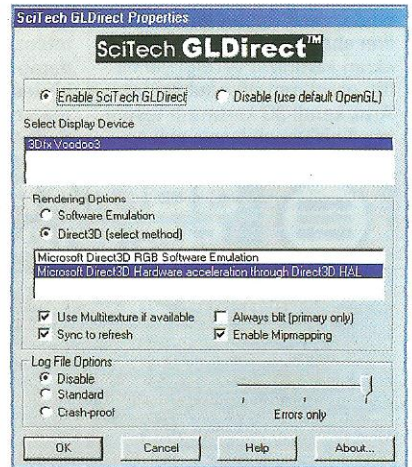 SciTech GLDirect Properties
SciTech GLDirect™
Enable SciTech GLDirect
Disable (use default OpenGL)
Select Display Device
3Dfx Voodoo3
Rendering Options
Software Emulation
Direct3D (select method)
Microsoft Direct3D RGB Software Emulation
Microsoft Direct3D Hardware acceleration through Direct3D HAL
Use Multitexture if available
Always blit (primary only)
Sync to refresh
Enable Mipmapping
Log File Options
Disable
Standard
Crash-proof
Errors only
OK
Cancel
Help
About...